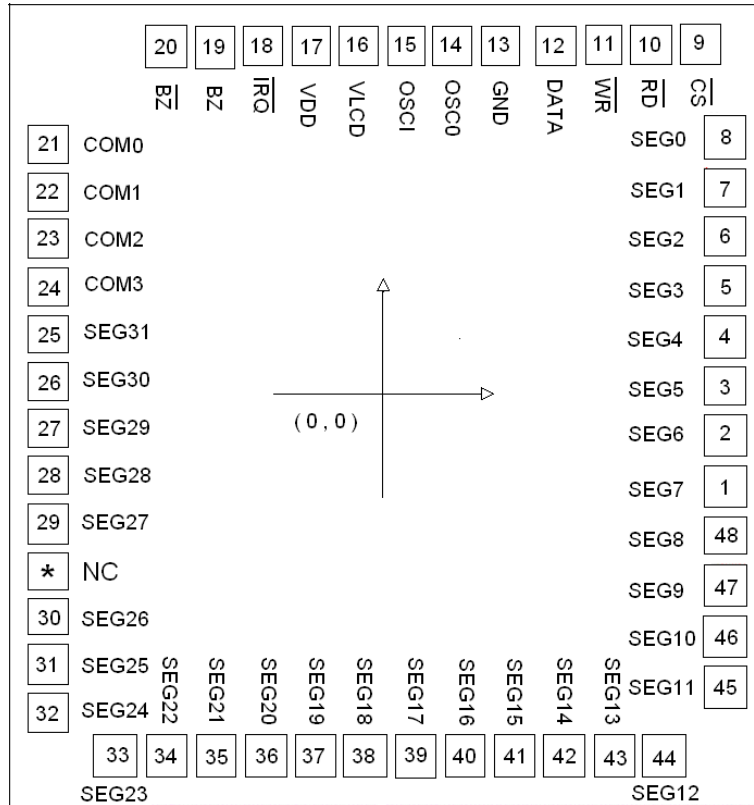 20 19 18 17 16 15 14 13 12 11 10 9
BZ BZ IRQ VDD VLCD OSCI OSC0 GND DATA WR RD CS
21 COM0 SEG0 8
22 COM1 SEG1 7
23 COM2 SEG2 6
24 COM3 SEG3 5
25 SEG31 SEG4 4
26 SEG30 SEG5 3
(0,0)
27 SEG29 SEG6 2
28 SEG28 SEG7 1
29 SEG27 SEG8 48
* NC SEG9 47
30 SEG26 SEG10 46
31 SEG25 SEG11 45
32 SEG24
SEG22 SEG21 SEG20 SEG19 SEG18 SEG17 SEG16 SEG15 SEG14 SEG13
33 34 35 36 37 38 39 40 41 42 43 44
SEG23 SEG12